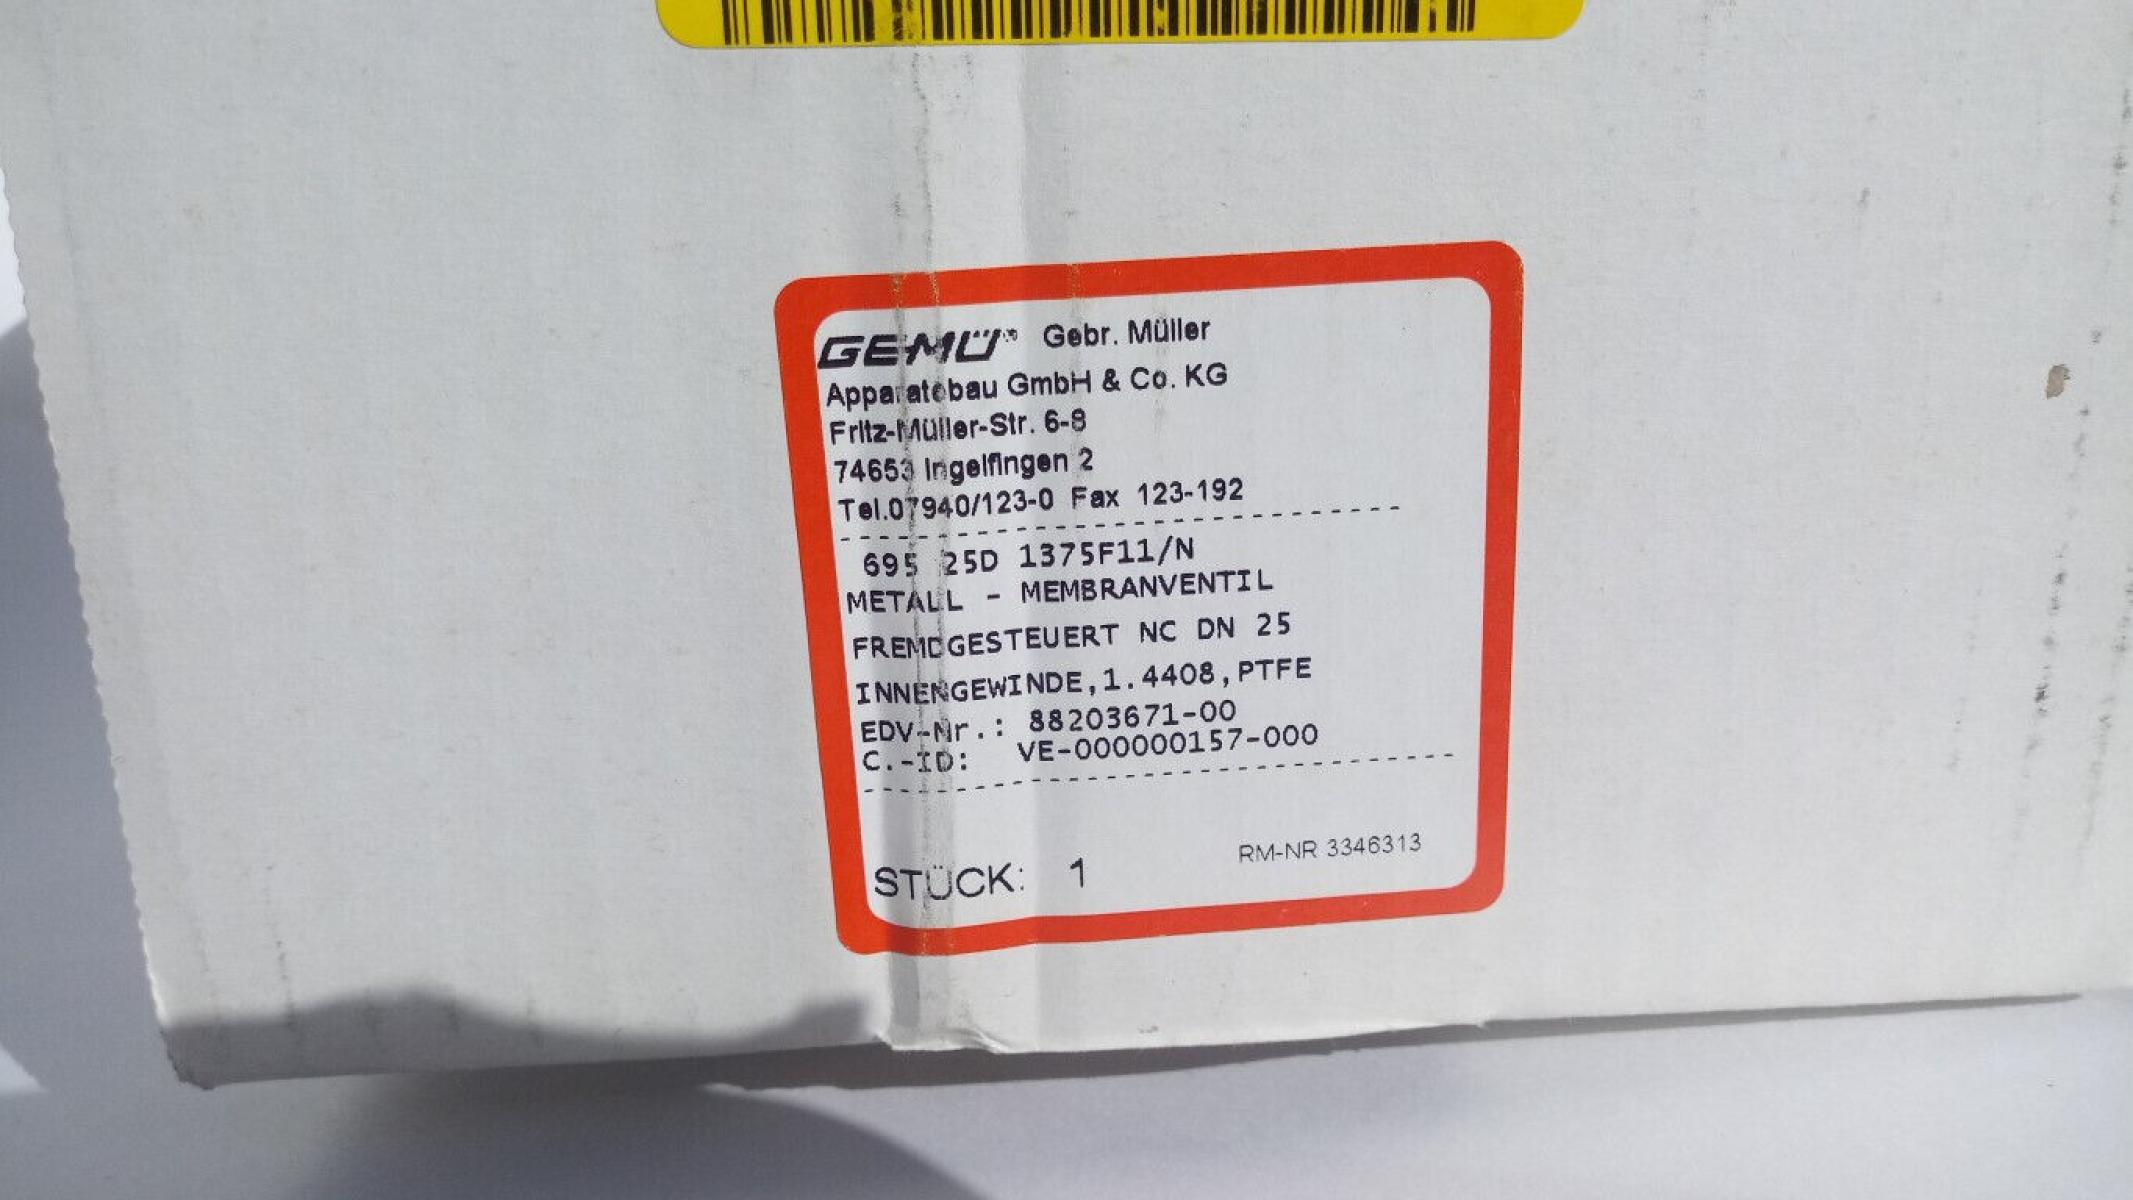 GEMÜ® Gebr. Müller
Apparatebau GmbH & Co. KG
Fritz-Müller-Str. 6-8
74653 Ingelfingen 2
Tel.07940/123-0 Fax 123-192
695 25D 1375F11/N
METALL - MEMBRANVENTIL
FREMDGESTEUERT NC DN 25
INNENGEWINDE,1.4408,PTFE
EDV-Nr.: 88203671-00
C.-ID: VE-000000157-000
STÜCK: 1 RM-NR 3346313